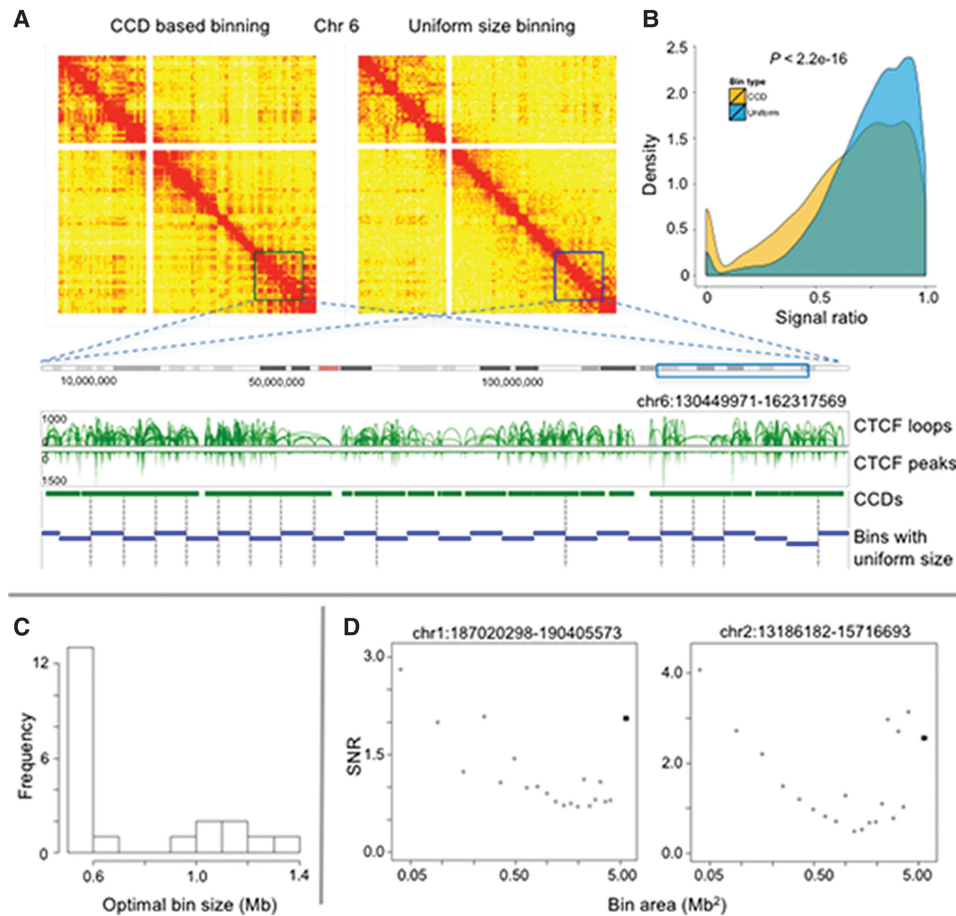 A
CCD based binning
Chr 6
Uniform size binning
B
P < 2.2e-16
Bin type
CCD
Uniform
2.5
2.0
1.5
1.0
0.5
0
Density
0
0.5
1.0
Signal ratio
10,000,000
50,000,000
100,000,000
chr6:130449971-162317569
1000
0
CTCF loops
0
1500
CTCF peaks
CCDs
Bins with
uniform size
C
12
6
0
Frequency
0.6
1.0
1.4
Optimal bin size (Mb)
D
chr1:187020298-190405573
chr2:13186182-15716693
3.0
1.5
0.0
SNR
0.05
0.50
5.00
4.0
2.0
0.0
0.05
0.50
5.00
Bin area (Mb²)